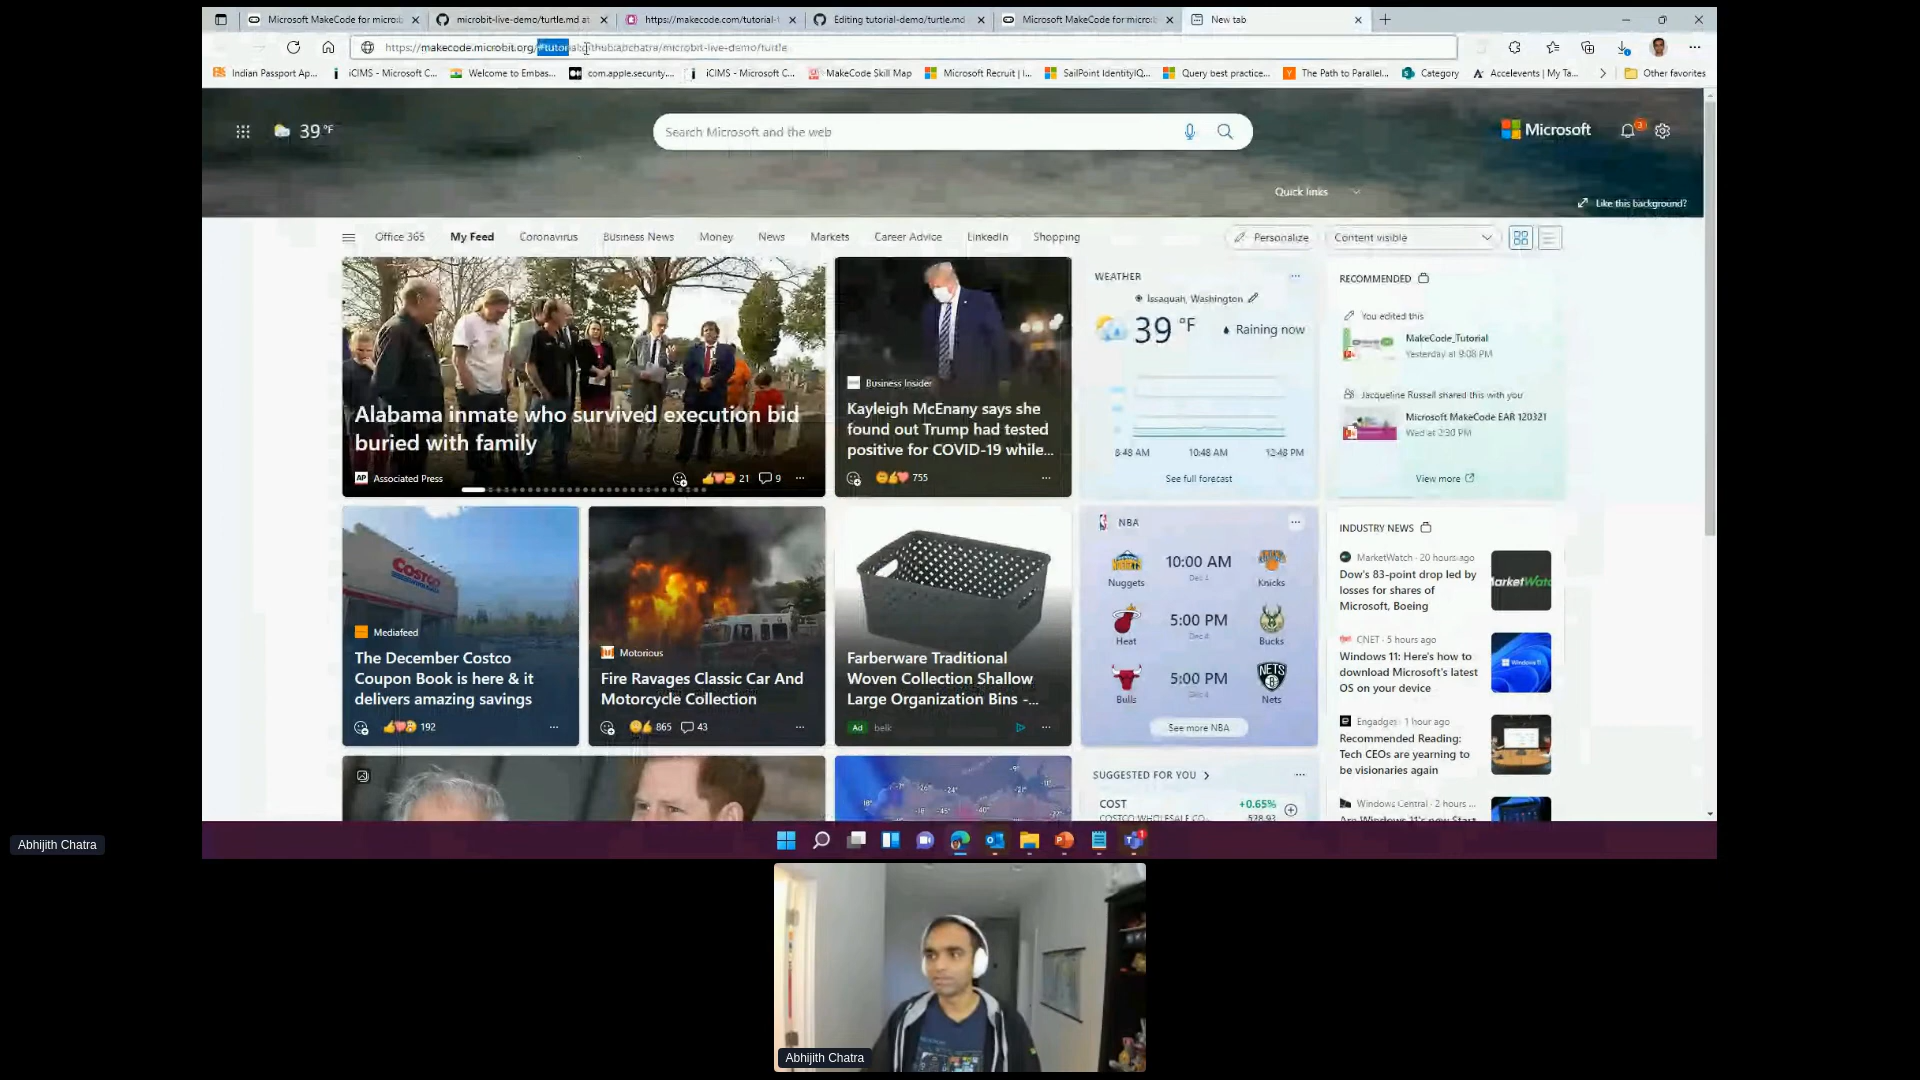 Microsoft MakeCode for micro:
microbit-live-demo/turtle.md at
https://makecode.com/tutorial-
Editing tutorial-demo/turtle.md
Microsoft MakeCode for micro:
New tab
https://makecode.microbit.org/#tutorial:github:abchatra/microbit-live-demo/turtle
Indian Passport Ap...
iCIMS - Microsoft C...
Welcome to Embas...
com.apple.security....
iCIMS - Microsoft C...
MakeCode Skill Map
Microsoft Recruit | I...
SailPoint IdentityIQ...
Query best practice...
The Path to Parallel...
Category
Accelevents | My Ta...
Other favorites
39 °F
Search Microsoft and the web
Microsoft
3
Quick links
Like this background?
Office 365
My Feed
Coronavirus
Business News
Money
News
Markets
Career Advice
LinkedIn
Shopping
Personalize
Content visible
Alabama inmate who survived execution bid
buried with family
AP Associated Press
21
9
Business Insider
Kayleigh McEnany says she
found out Trump had tested
positive for COVID-19 while...
755
WEATHER
Issaquah, Washington
39 °F
Raining now
8:48 AM
10:48 AM
12:48 PM
See full forecast
RECOMMENDED
You edited this
MakeCode_Tutorial
Yesterday at 9:08 PM
Jacqueline Russell shared this with you
Microsoft MakeCode EAR 120321
Wed at 2:30 PM
View more
COSTCO
Mediafeed
The December Costco
Coupon Book is here & it
delivers amazing savings
192
Motorious
Fire Ravages Classic Car And
Motorcycle Collection
865
43
Farberware Traditional
Woven Collection Shallow
Large Organization Bins -...
Ad belk
NBA
Nuggets
10:00 AM
Knicks
Heat
5:00 PM
Dec 4
Bucks
Bulls
5:00 PM
Dec 4
Nets
See more NBA
INDUSTRY NEWS
MarketWatch · 20 hours ago
Dow's 83-point drop led by
losses for shares of
Microsoft, Boeing
CNET · 5 hours ago
Windows 11: Here's how to
download Microsoft's latest
OS on your device
Engadget · 1 hour ago
Recommended Reading:
Tech CEOs are yearning to
be visionaries again
Windows Central · 2 hours ...
SUGGESTED FOR YOU
COST
+0.65%
COSTCO WHOLESALE CO...
528.93
Abhijith Chatra
Abhijith Chatra